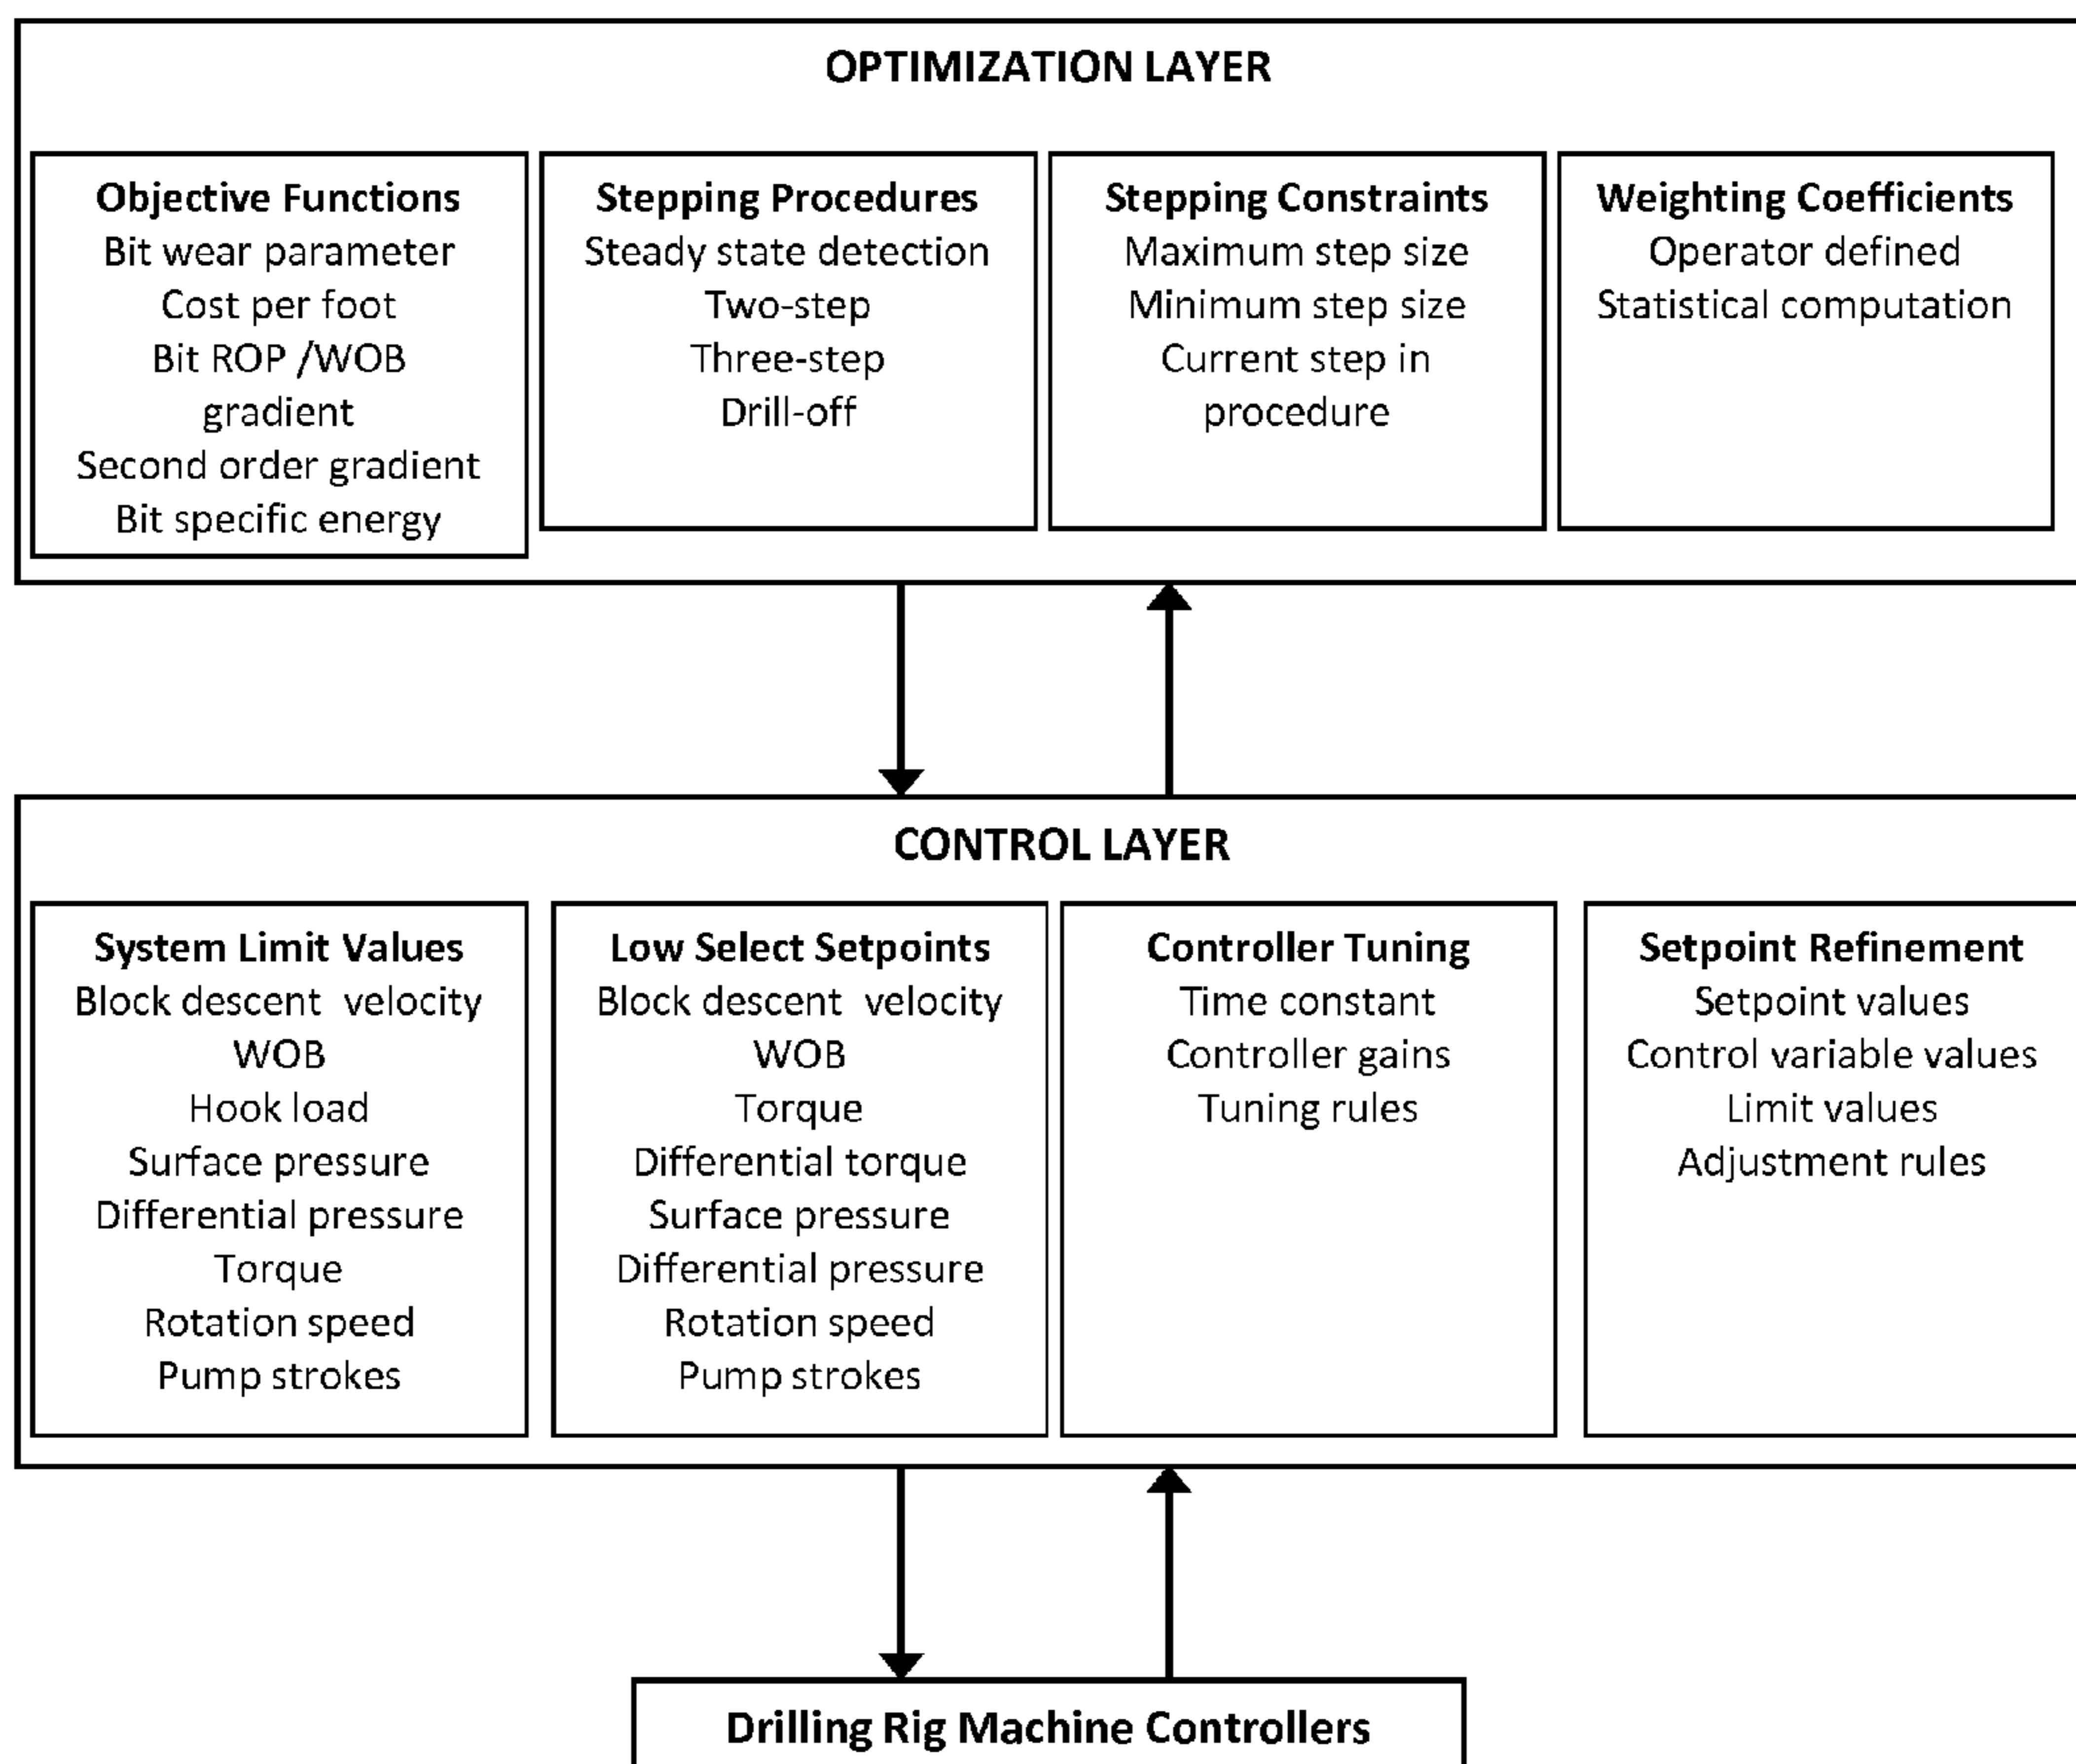 OPTIMIZATION LAYER
Objective Functions
Bit wear parameter
Cost per foot
Bit ROP /WOB
gradient
Second order gradient
Bit specific energy
Stepping Procedures
Steady state detection
Two-step
Three-step
Drill-off
Stepping Constraints
Maximum step size
Minimum step size
Current step in
procedure
Weighting Coefficients
Operator defined
Statistical computation
CONTROL LAYER
System Limit Values
Block descent  velocity
WOB
Hook load
Surface pressure
Differential pressure
Torque
Rotation speed
Pump strokes
Low Select Setpoints
Block descent  velocity
WOB
Torque
Differential torque
Surface pressure
Differential pressure
Rotation speed
Pump strokes
Controller Tuning
Time constant
Controller gains
Tuning rules
Setpoint Refinement
Setpoint values
Control variable values
Limit values
Adjustment rules
Drilling Rig Machine Controllers